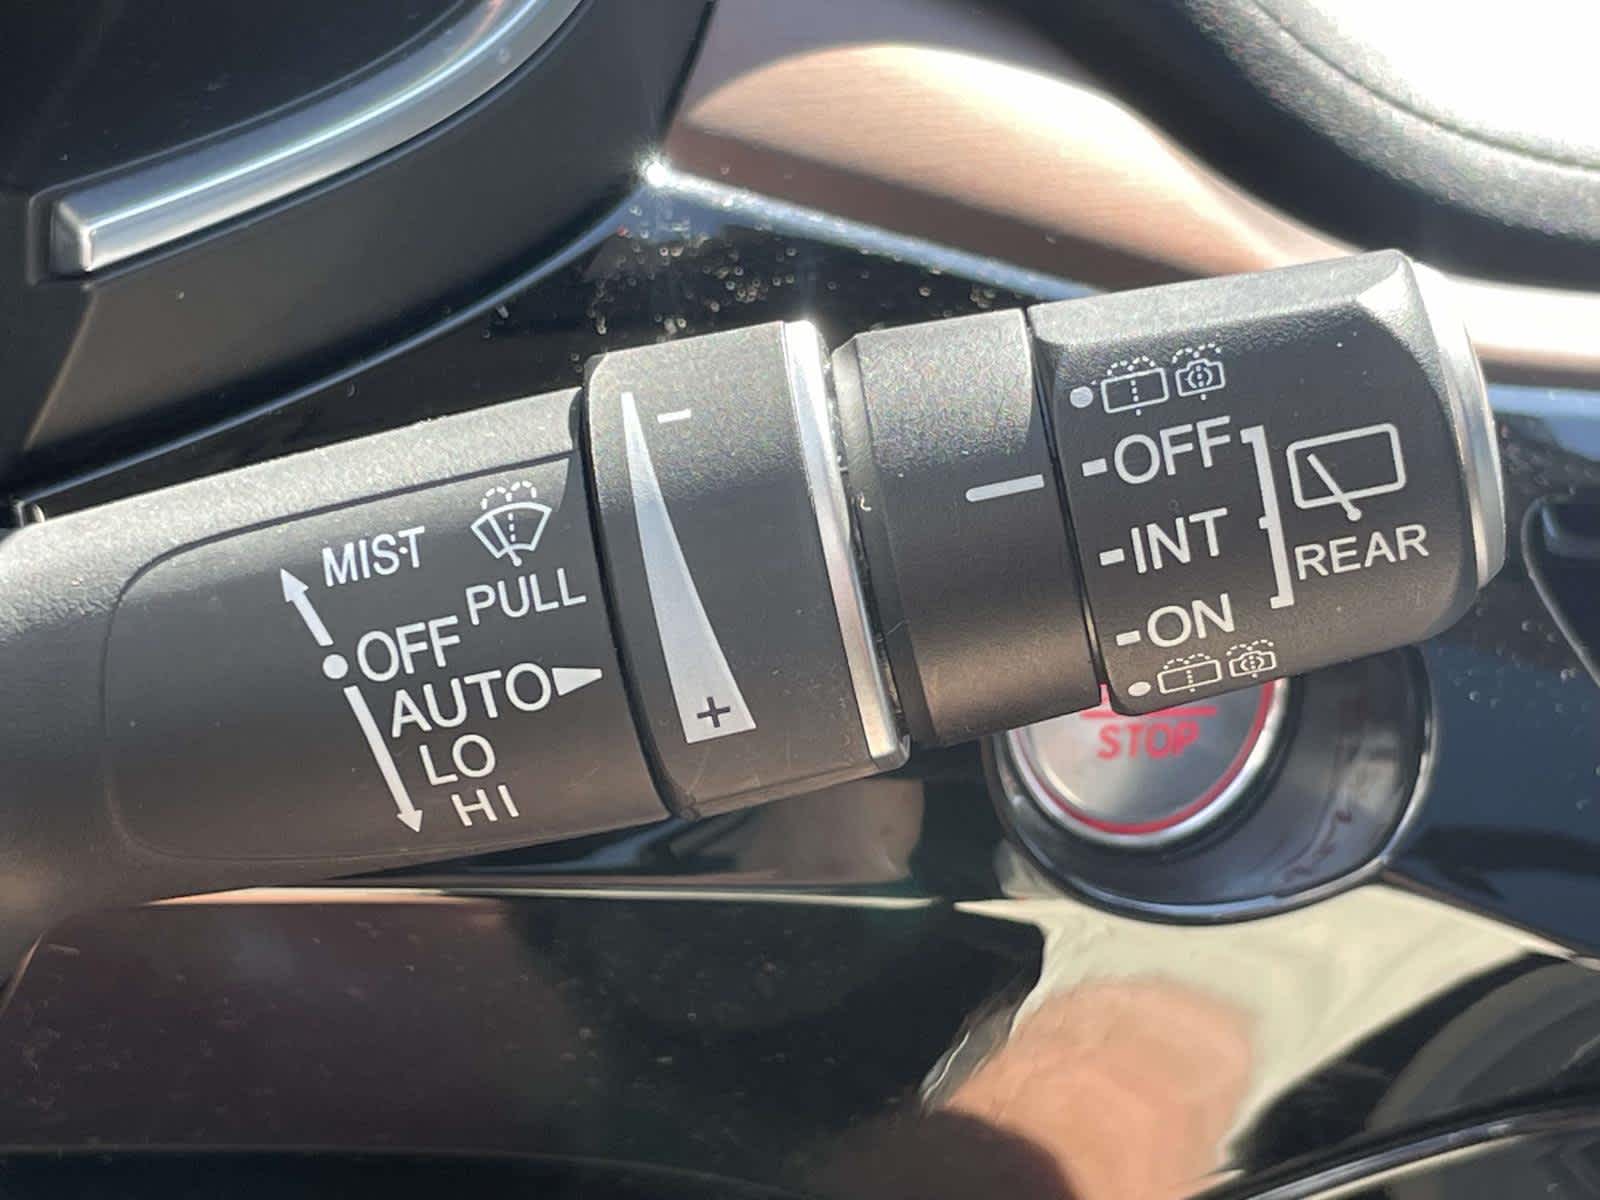 MIST
PULL
OFF
AUTO
LO
HI
-
+
OFF
INT
ON
REAR
STOP